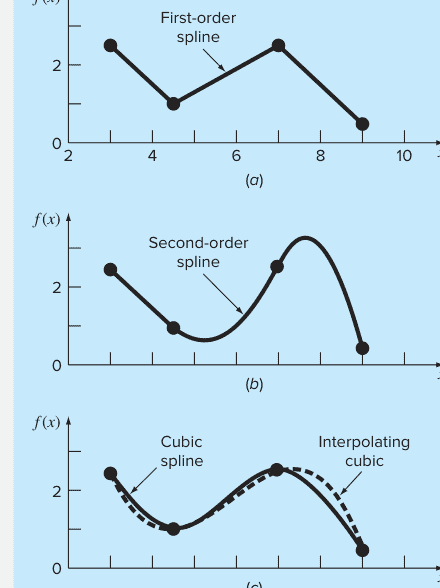 f(x)
First-order
spline
2
0
2
4
6
8
10
(a)
f(x)
Second-order
spline
2
0
(b)
f(x)
Cubic
spline
Interpolating
cubic
2
0
(c)